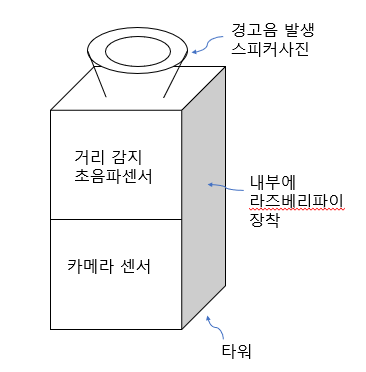 경고음 발생
스피커사진
거리 감지
초음파센서
내부에
라즈베리파이
장착
카메라 센서
타워